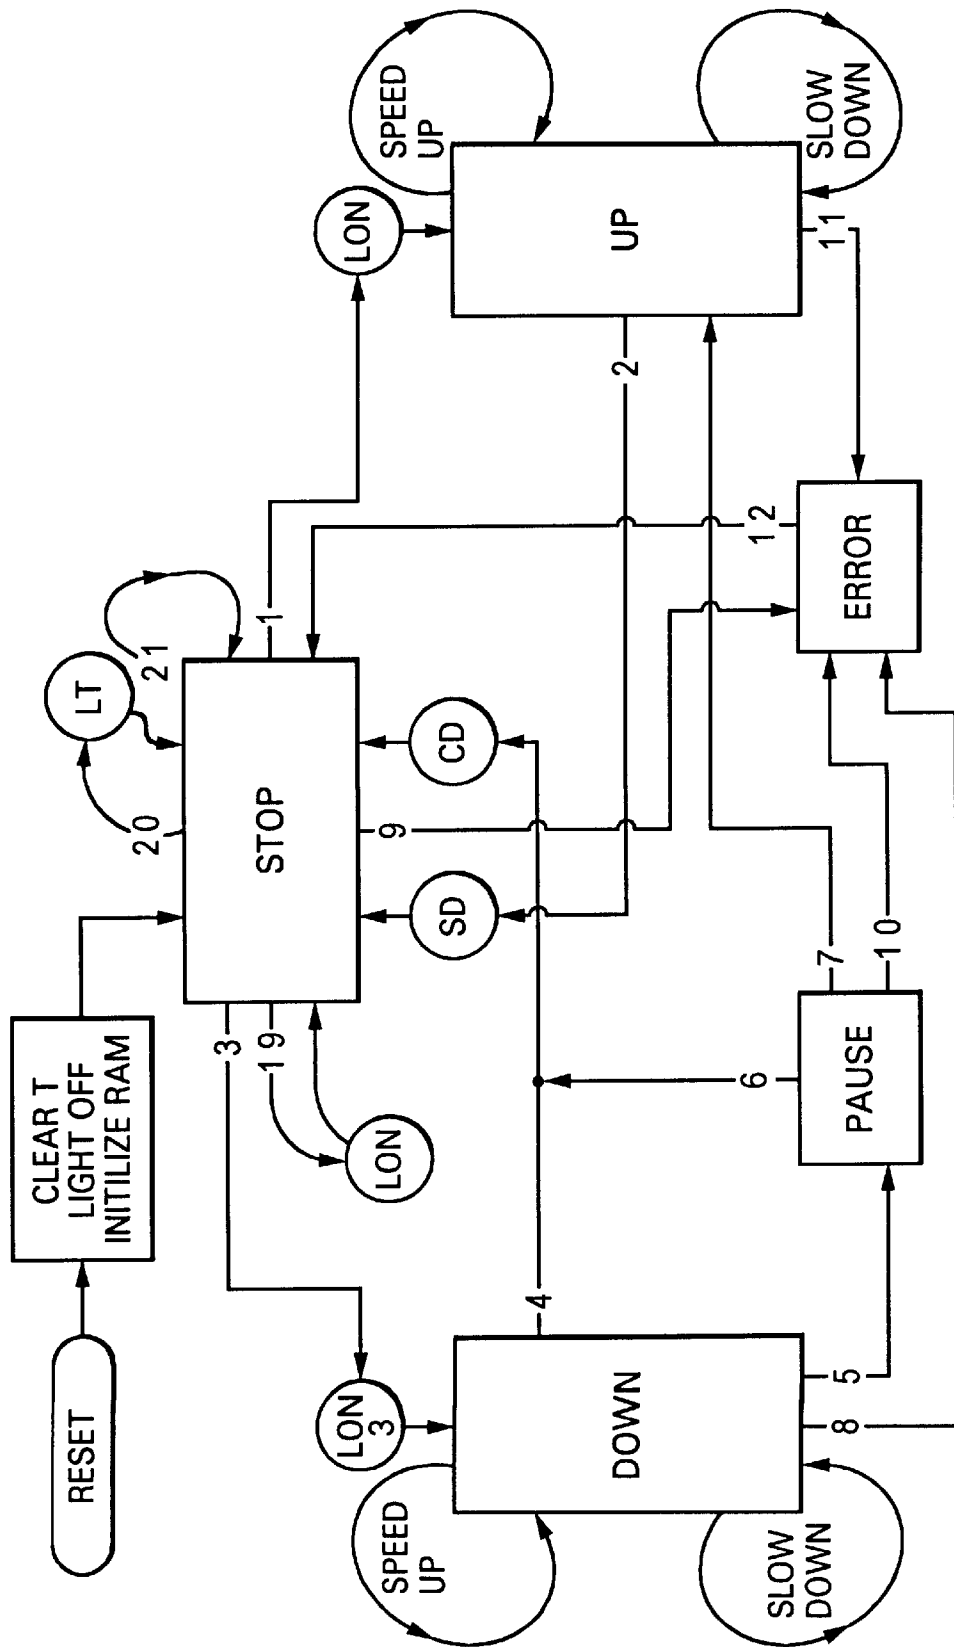 RESET
CLEAR T
LIGHT OFF
INITILIZE RAM
20
LT
21
STOP
3
19
LON
SD
9
CD
1
LON
LON
3
SPEED
UP
DOWN
SLOW
DOWN
4
5
8
6
PAUSE
7
10
12
ERROR
2
11
UP
SPEED
UP
SLOW
DOWN